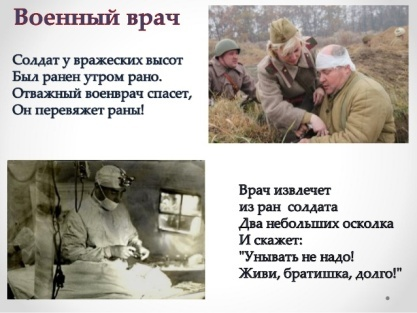 Военный врач
Солдат у вражеских высот
Был ранен утром рано.
Отважный военврач спасет,
Он перевяжет раны!
Врач извлечет
из ран солдата
Два небольших осколка
И скажет:
"Унывать не надо!
Живи, братишка, долго!"